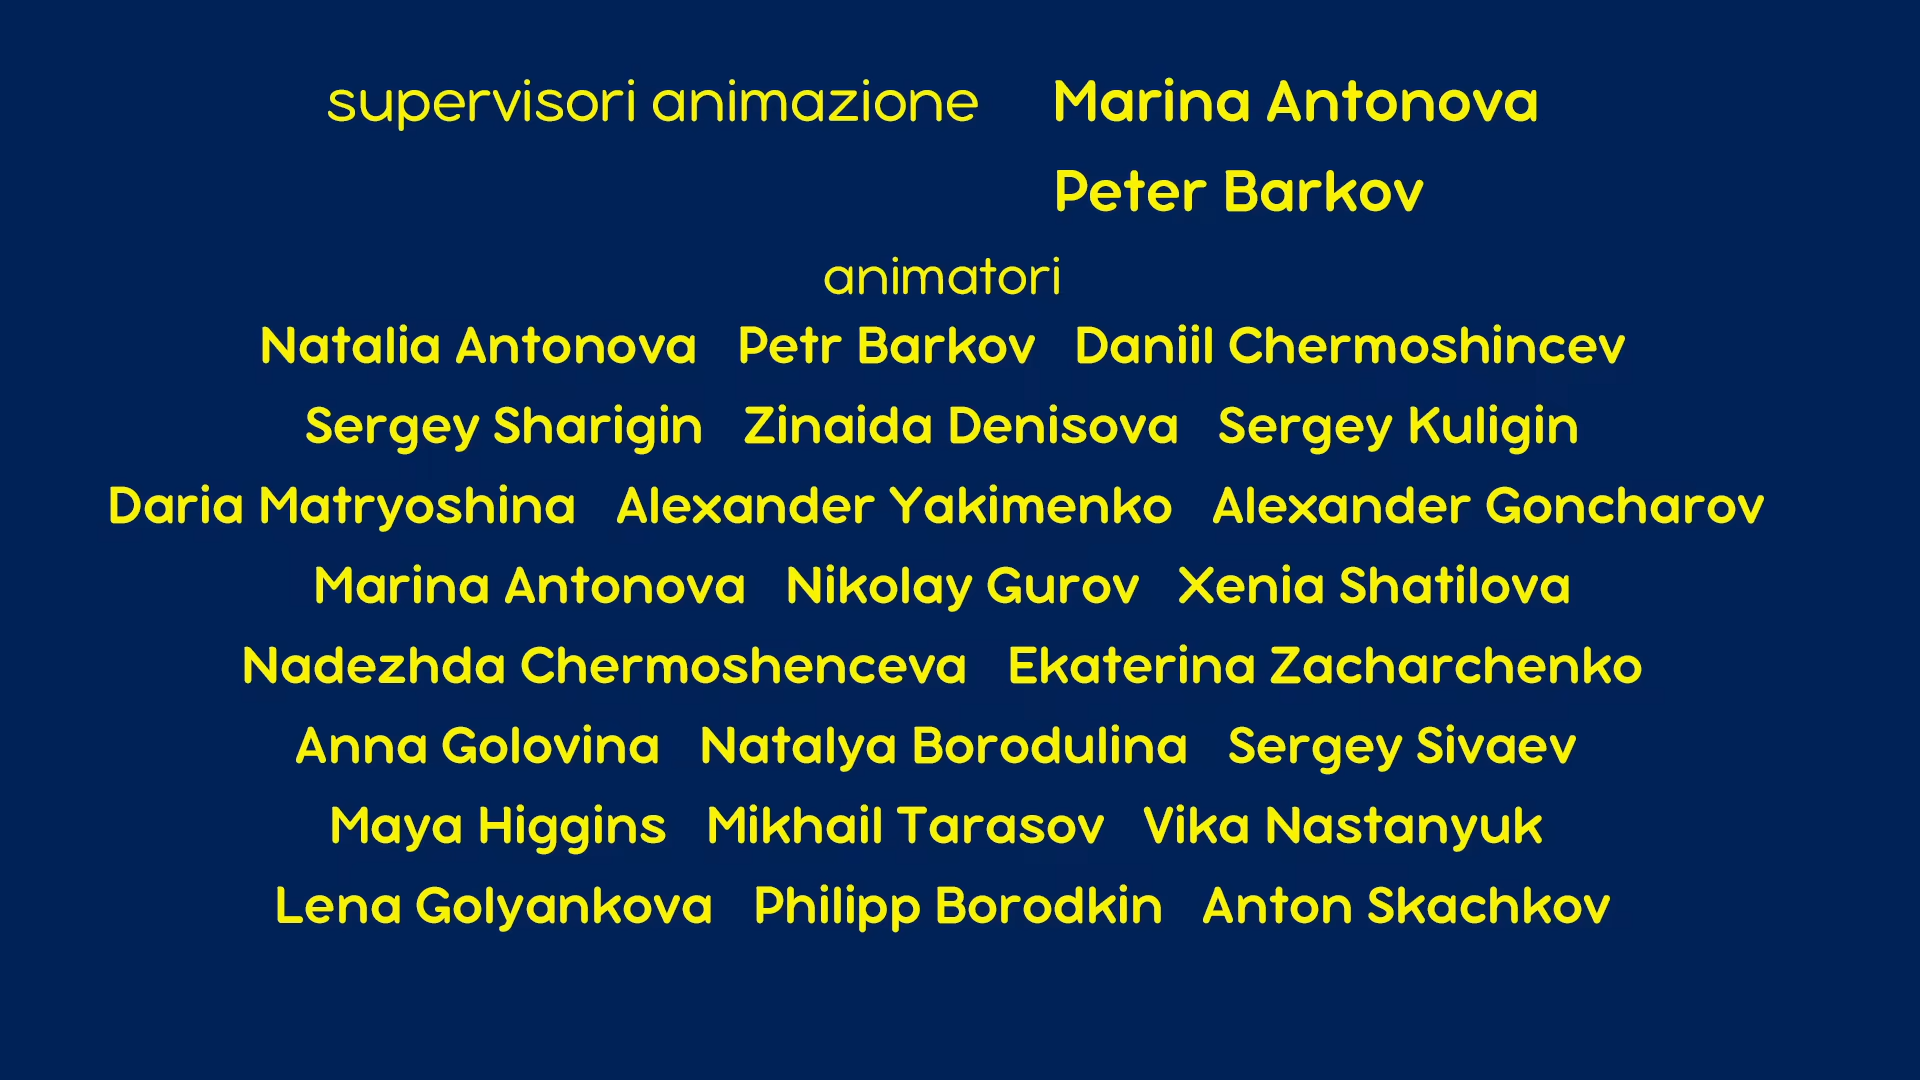 supervisori animazione Marina Antonova
Peter Barkov
animatori
Natalia Antonova Petr Barkov Daniil Chermoshincev
Sergey Sharigin Zinaida Denisova Sergey Kuligin
Daria Matryoshina Alexander Yakimenko Alexander Goncharov
Marina Antonova Nikolay Gurov Xenia Shatilova
Nadezhda Chermoshenceva Ekaterina Zacharchenko
Anna Golovina Natalya Borodulina Sergey Sivaev
Maya Higgins Mikhail Tarasov Vika Nastanyuk
Lena Golyankova Philipp Borodkin Anton Skachkov